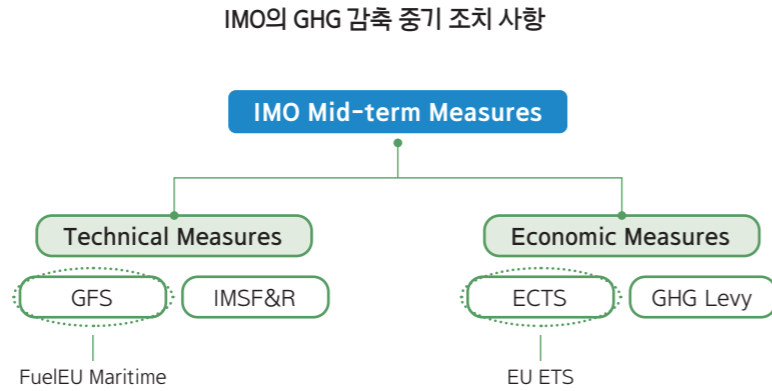 IMO의 GHG 감축 중기 조치 사항
IMO Mid-term Measures
Technical Measures
Economic Measures
GFS
IMSF&R
ECTS
GHG Levy
FuelEU Maritime
EU ETS